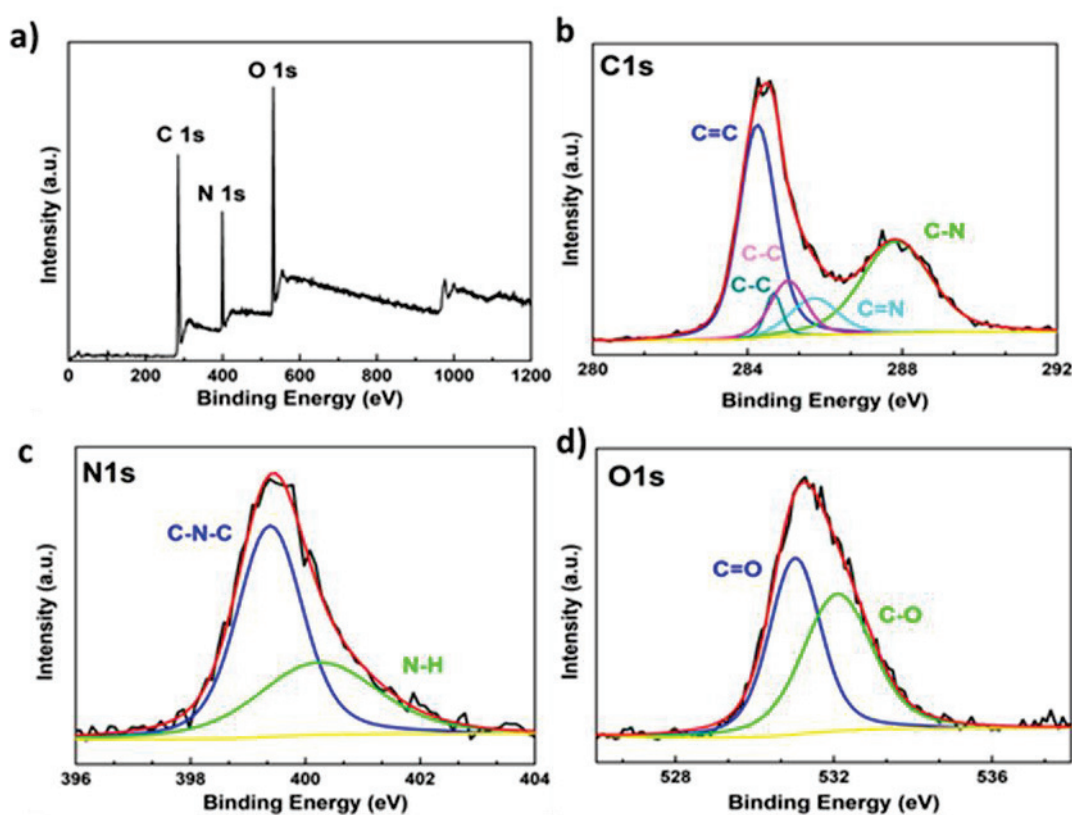 a)
O 1s
C 1s
N 1s
Intensity (a.u.)
0 200 400 600 800 1000 1200
Binding Energy (eV)
b
C1s
C=C
C-N
C-C
C-C
C=N
Intensity (a.u.)
280 284 288 292
Binding Energy (eV)
c
N1s
C-N-C
N-H
Intensity (a.u.)
396 398 400 402 404
Binding Energy (eV)
d)
O1s
C=O
C-O
Intensity (a.u.)
528 532 536
Binding Energy (eV)